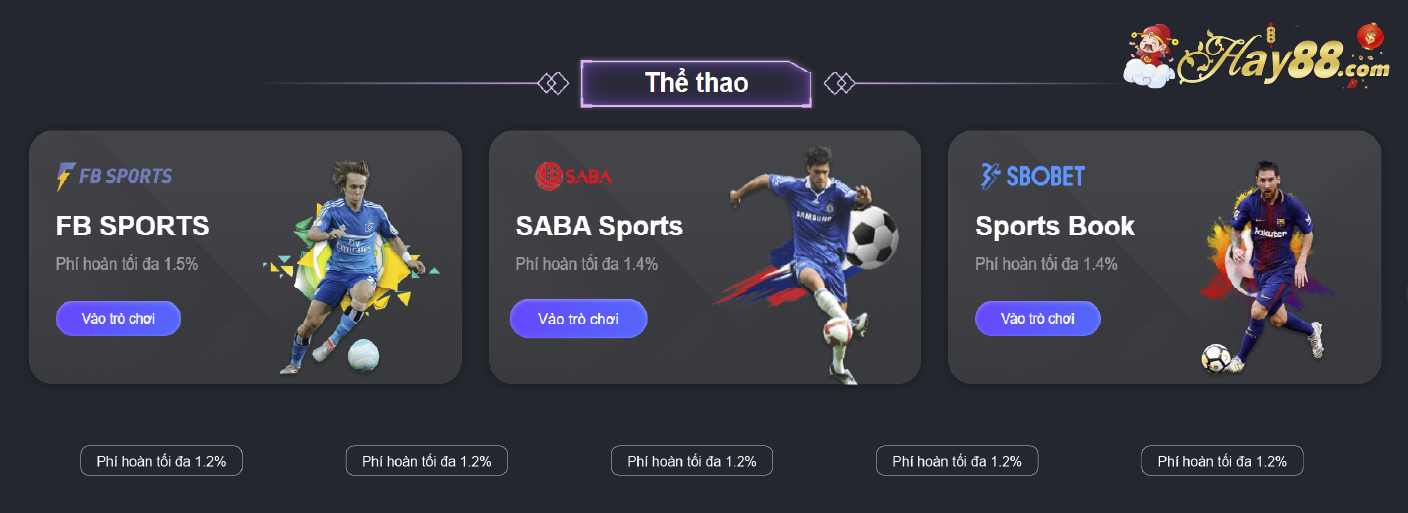 Hay88.com
Thể thao
FB SPORTS
FB SPORTS
Phí hoàn tối đa 1.5%
Vào trò chơi
SABA
SABA Sports
Phí hoàn tối đa 1.4%
Vào trò chơi
SAMSUNG
SBOBET
Sports Book
Phí hoàn tối đa 1.4%
Vào trò chơi
Rakuten
Phí hoàn tối đa 1.2%
Phí hoàn tối đa 1.2%
Phí hoàn tối đa 1.2%
Phí hoàn tối đa 1.2%
Phí hoàn tối đa 1.2%